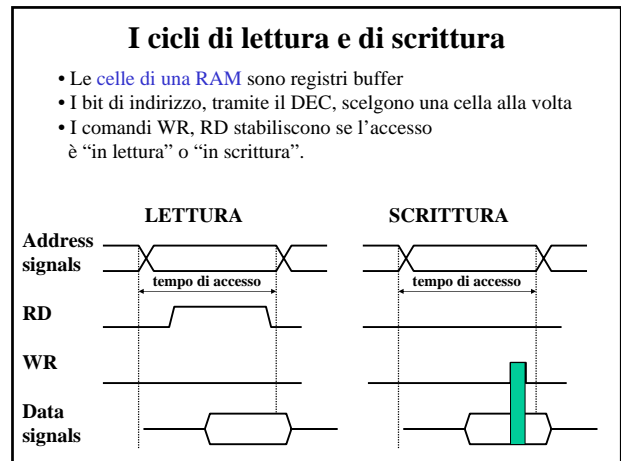 I cicli di lettura e di scrittura
• Le celle di una RAM sono registri buffer
• I bit di indirizzo, tramite il DEC, scelgono una cella alla volta
• I comandi WR, RD stabiliscono se l’accesso
è “in lettura” o “in scrittura”.
LETTURA
SCRITTURA
Address
signals
tempo di accesso
tempo di accesso
RD
WR
Data
signals